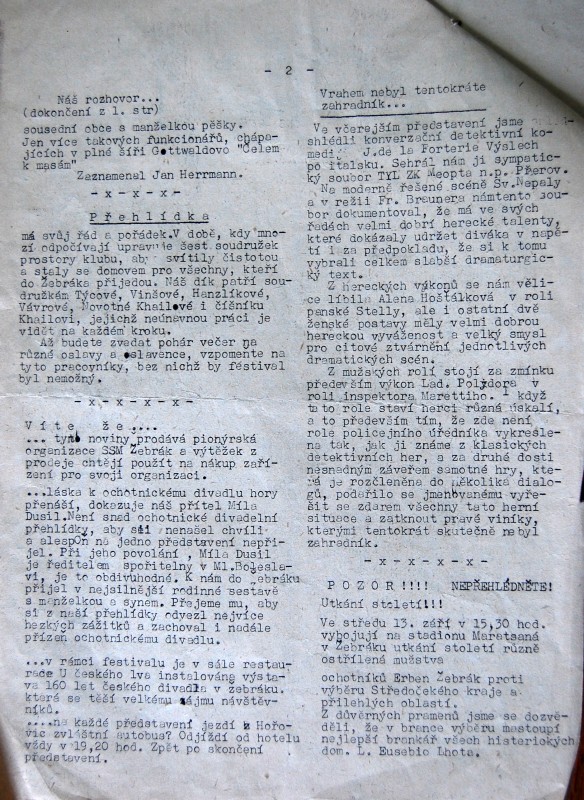 - 2 -
Náš rozhovor...
(dokončení z 1. str)
sousední obce s manželkou pěšky.
Jen více takových funkcionářů, chápa-
jících v plné šíři Gottwaldovo "Čelem
k masám"
Zaznamenal Jan Herrmann.
- x - x - x -
P ř e h l í d k a
má svůj řád a pořádek. V době, kdy mno-
zí odpočívají upravuje šest soudružek
prostory klubu, aby svítily čistotou
a staly se domovem pro všechny, kteří
do Žebráka přijedou. Náš dík patří sou-
družkám Týcové, Vinšové, Hanzlíkové,
Vávrové, Novotné Khailové i číšníku
Khailovi, jejichž neúnavnou práci je
vidět na každém kroku.
Až budete zvedat pohár večer na
různé oslavy a oslavence, vzpomente na
tyto pracovníky, bez nichž by festival
byl nemožný.
- x - x - x - x -
V í t e ž e,...
... tyto noviny prodává pionýrská
organizace SSM Žebrák a výtěžek z
prodeje chtějí použít na nákup zaří-
zení pro svoji organizaci.
...láska k ochotnickému divadlu hory
přenáší, dokazuje náš přítel Míla
Dusil. Není snad ochotnické divadelní
přehlídky, aby si nenašel chvíli
a alespoň na jedno představení nepři-
jel. Při jeho povolání, Míla Dusil
je ředitelem spořitelny v Ml. Bolesla-
vi, je to obdivuhodné. K nám do Žebráku
přijel v nejsilnější rodinné sestavě
s manželkou a synem. Přejeme mu, aby
si z naší přehlídky odvezl nejvíce
hezkých zážitků a zachoval i nadále
přízeň ochotnickému divadlu.
...v rámci festivalu je v sále restau-
race U českého lva instalována výsta-
va 160 let českého divadla v žebráku.
která se těší velkému zájmu návštěv-
níků.
....na každé představení jezdí z Hořo-
vic zvláštní autobus? Odjíždí od hotelu
vždy v 19,20 hod. Zpět po skončení
představení.
Vrahem nebyl tentokráte
zahradník...
Ve včerejším představení jsme
shlédli konverzační detektivní ko-
medii J. de la Forterie Výslech
po italsku. Sehrál nám ji sympatic-
ký soubor TYL ZK Meopta n.p. Přerov.
Na moderně řešené scéně Sv. Nepaly
a v režii Fr. Braunera námtento sou-
bor dokumentoval, že má ve svých
řadách velmi dobré herecké talenty,
které dokázaly udržet diváka v napě-
tí i za předpokladu, že si k tomu
vybrali celkem slabší dramaturgic-
ký text.
Z hereckých výkonů se nám věli-
ce líbila Alena Hošťálková v roli
panské Stelly, ale i ostatní dvě
ženské postavy měly velmi dobrou
hereckou vyváženost a velký smysl
pro citové ztvárnění jednotlivých
dramatických scén.
Z mužských rolí stojí za zmínku
především výkon Lad. Polydora v
roli inspektora Marettiho. I když
tato role staví herci různá úskalí,
a to především tím, že zde není
role policejního úředníka vykresle-
na tak, jak ji známe z klasických
detektivních her, a za druhé dosti
nesnadným závěrem samotné hry, kte-
rá je rozčleněna do několika dialo-
gů, podařilo se jmenovanému vyře-
šit se zdarem všechny tato herní
situace a zatknout pravé viníky,
kterými tentokrát skutečně nebyl
zahradník.
- x - x - x - x -
P O Z O R !!!! NEPŘEHLÉDNĚTE!
Utkání století!!!
Ve středu 13. září v 15,30 hod.
vyhojují na stadionu Maratsaná
v Žebráku utkání století různě
ostřílená mužstva
ochotníků Erben Žebrák proti
výběru Středočeského kraje a
přilehlých oblastí.
Z důvěrných pramenů jsme se dozvě-
děli, že v brance výběru nastoupí
nejlepší brankář všech histerických
dom. L. Eusebio Lhota.